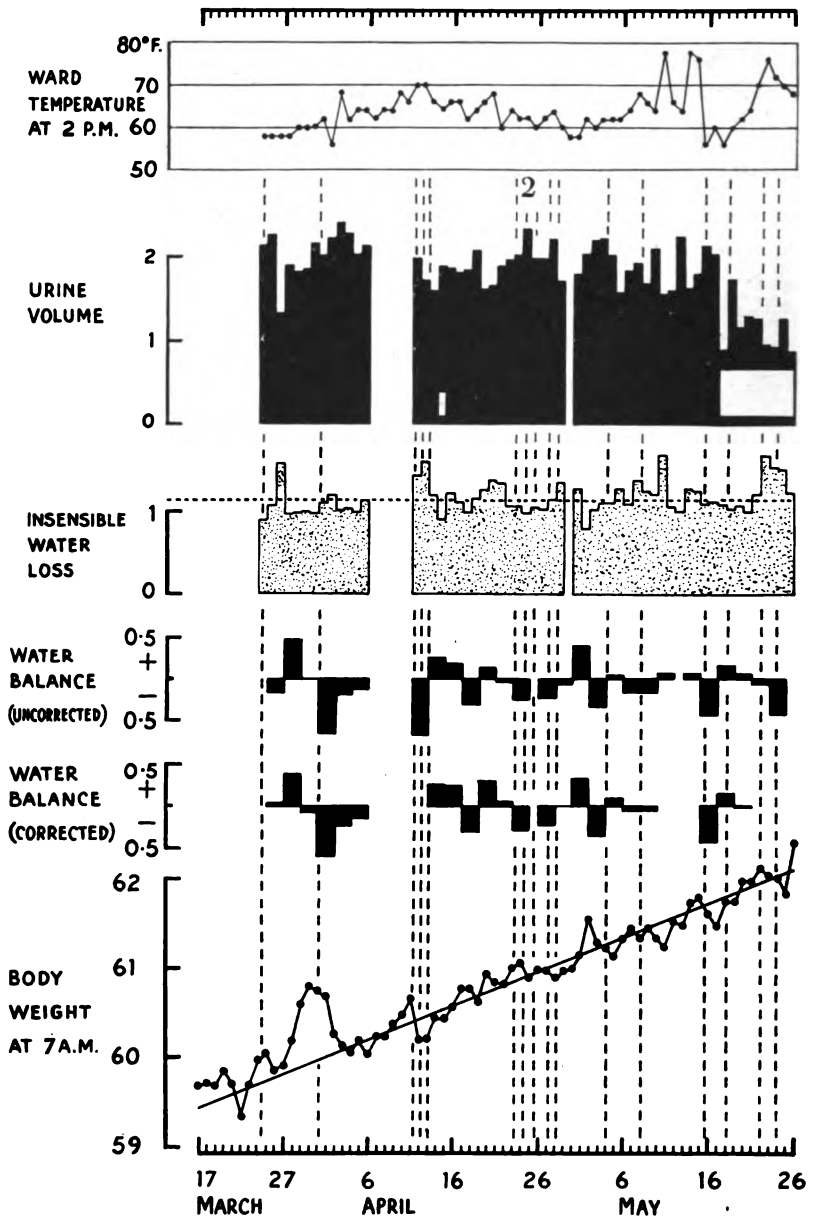 80°F.
WARD
TEMPERATURE
AT 2 P.M.
70
60
50
2
URINE
VOLUME
2
1
0
INSENSIBLE
WATER
LOSS
1
0
WATER
BALANCE
(UNCORRECTED)
0·5
+
−
0·5
WATER
BALANCE
(CORRECTED)
0·5
+
−
0·5
BODY
WEIGHT
AT 7 A.M.
62
61
60
59
17 27 6 16 26 6 16 26
MARCH APRIL MAY